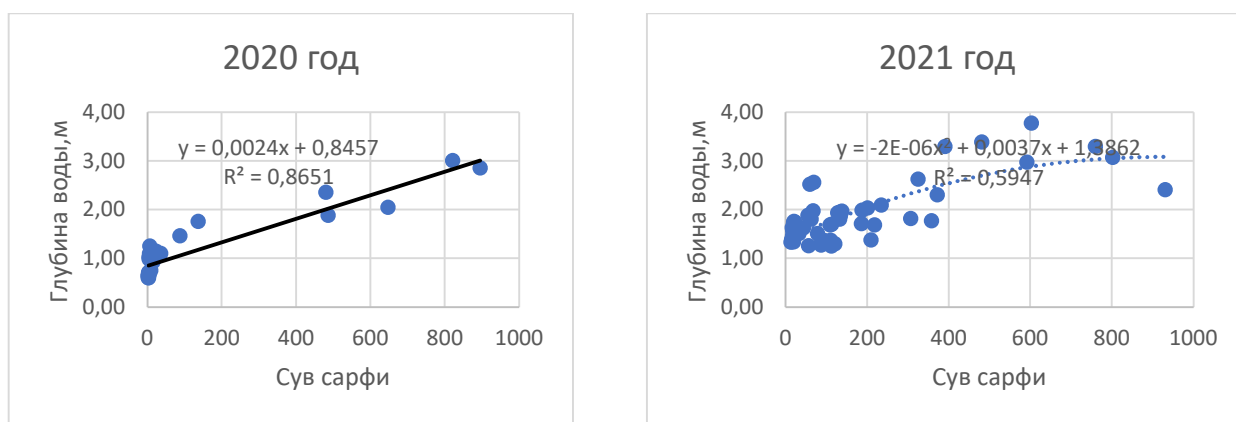 2020 год
4,00
3,00
2,00
1,00
0,00
Глубина воды,м
y = 0,0024x + 0,8457
R² = 0,8651
0 200 400 600 800 1000
Сув сарфи
2021 год
4,00
3,00
2,00
1,00
0,00
Глубина воды,м
y = -2E-06x² + 0,0037x + 1,3862
R² = 0,5947
0 200 400 600 800 1000
Сув сарфи